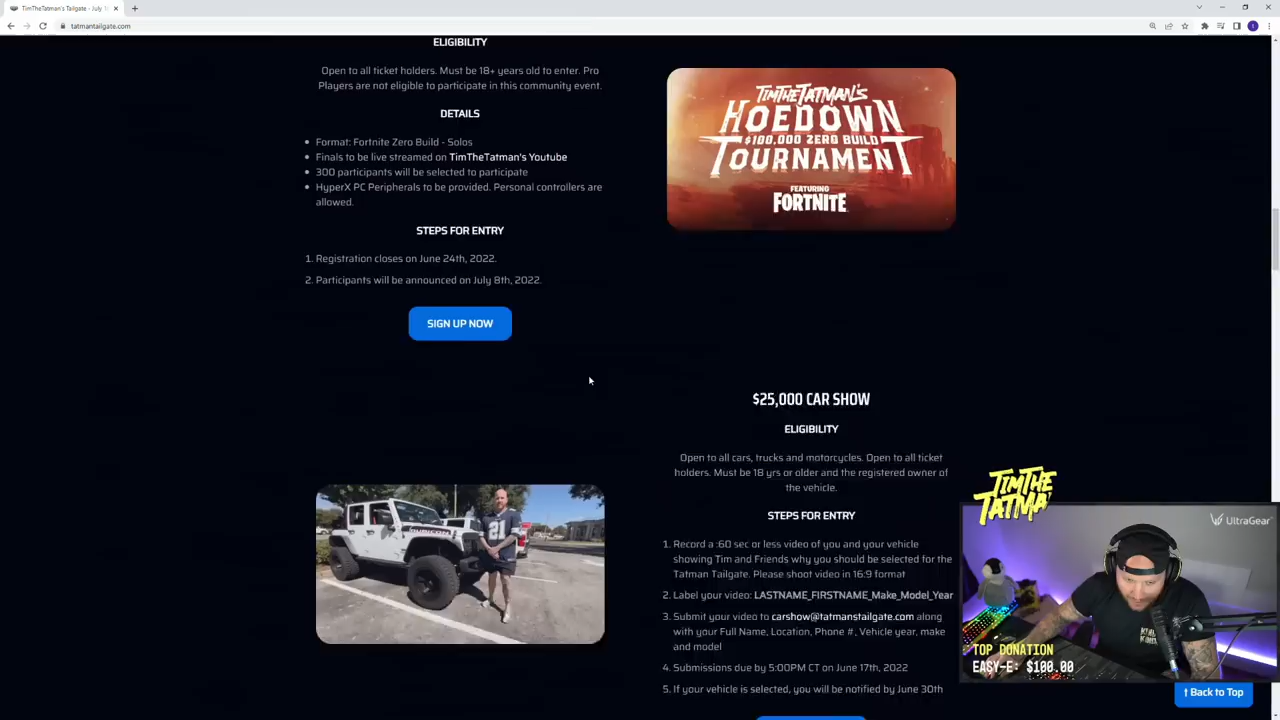 TimTheTatman's Tailgate - July 1
tatmantailgate.com
ELIGIBILITY
Open to all ticket holders. Must be 18+ years old to enter. Pro
Players are not eligible to participate in this community event.
DETAILS
Format: Fortnite Zero Build - Solos
Finals to be live streamed on TimTheTatman's Youtube
300 participants will be selected to participate
HyperX PC Peripherals to be provided. Personal controllers are
allowed.
STEPS FOR ENTRY
1. Registration closes on June 24th, 2022.
2. Participants will be announced on July 8th, 2022.
SIGN UP NOW
TIMTHETATMAN'S
HOEDOWN
$100,000 ZERO BUILD
TOURNAMENT
FEATURING
FORTNITE
$25,000 CAR SHOW
ELIGIBILITY
Open to all cars, trucks and motorcycles. Open to all ticket
holders. Must be 18 yrs or older and the registered owner of
the vehicle.
STEPS FOR ENTRY
1. Record a :60 sec or less video of you and your vehicle
showing Tim and Friends why you should be selected for the
Tatman Tailgate. Please shoot video in 16:9 format
2. Label your video: LASTNAME_FIRSTNAME_Make_Model_Year
3. Submit your video to carshow@tatmanstailgate.com along
with your Full Name, Location, Phone #, Vehicle year, make
and model
4. Submissions due by 5:00PM CT on June 17th, 2022
5. If your vehicle is selected, you will be notified by June 30th
TIMTHE
TATMAN
UltraGear
TOP DONATION
EASY-E: $100.00
↑ Back to Top